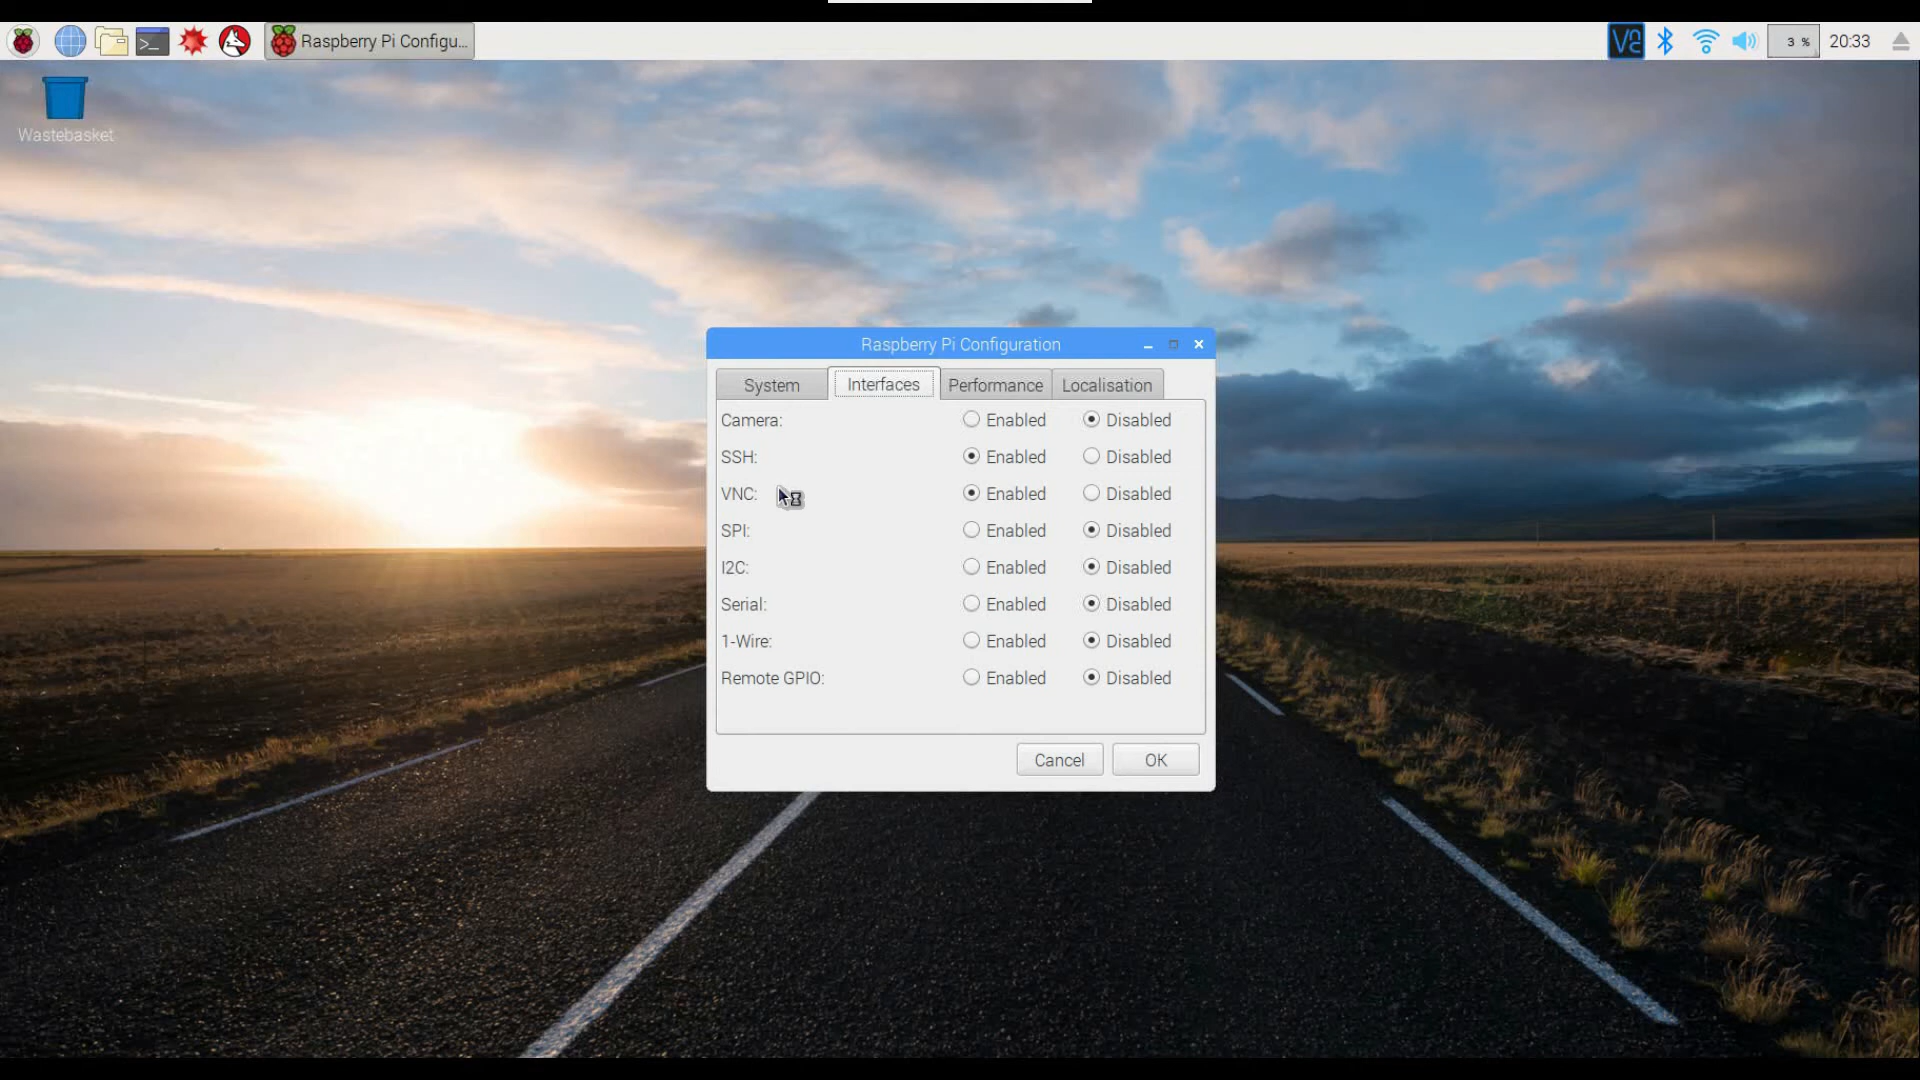 Raspberry Pi Configu...
3 %
20:33
Wastebasket
Raspberry Pi Configuration
System Interfaces Performance Localisation
Camera: Enabled Disabled
SSH: Enabled Disabled
VNC: Enabled Disabled
SPI: Enabled Disabled
I2C: Enabled Disabled
Serial: Enabled Disabled
1-Wire: Enabled Disabled
Remote GPIO: Enabled Disabled
Cancel OK